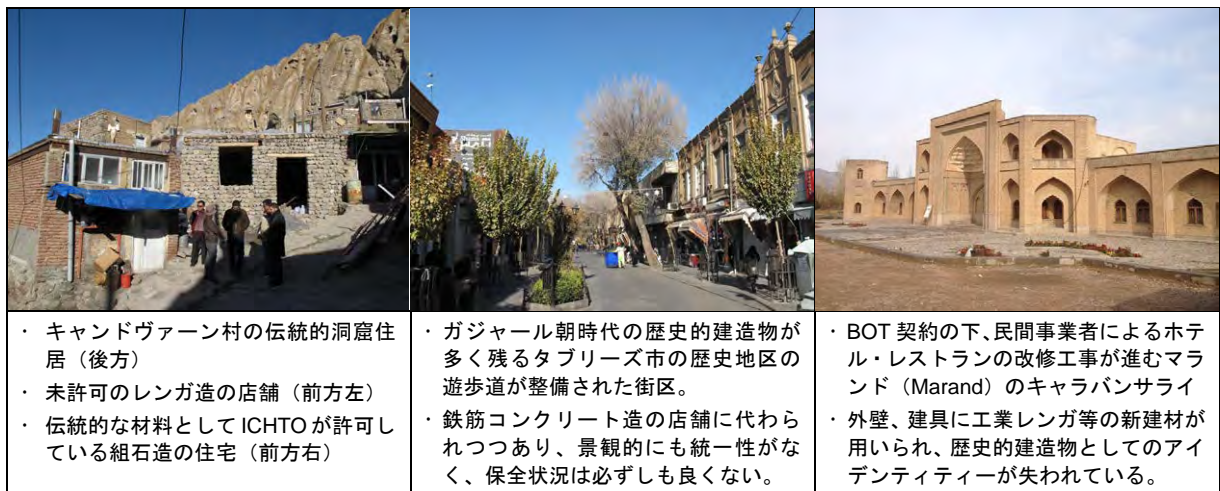 ・ キャンドヴァーン村の伝統的洞窟住
居（後方）
・ 未許可のレンガ造の店舗（前方左）
・ 伝統的な材料として ICHTO が許可し
ている組石造の住宅（前方右）
・ ガジャール朝時代の歴史的建造物が
多く残るタブリーズ市の歴史地区の
遊歩道が整備された街区。
・ 鉄筋コンクリート造の店舗に代わら
れつつあり、景観的にも統一性がな
く、保全状況は必ずしも良くない。
・ BOT 契約の下、民間事業者によるホテ
ル・レストランの改修工事が進むマラ
ンド（Marand）のキャラバンサライ
・ 外壁、建具に工業レンガ等の新建材が
用いられ、歴史的建造物としてのアイ
デンティティーが失われている。